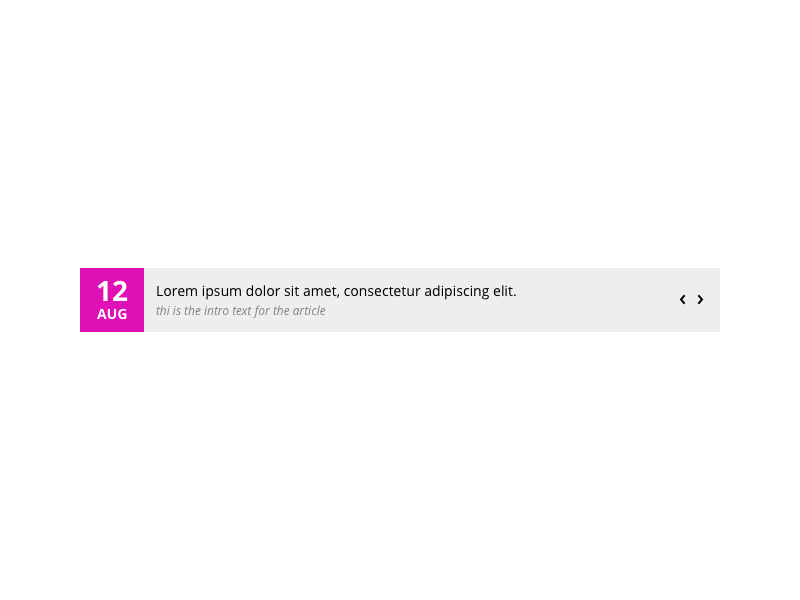 12
AUG
Lorem ipsum dolor sit amet, consectetur adipiscing elit.
thi is the intro text for the article